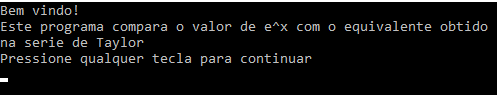 Bem vindo!
Este programa compara o valor de e^x com o equivalente obtido
na serie de Taylor
Pressione qualquer tecla para continuar